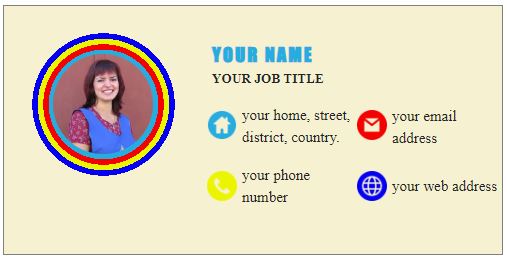 YOUR NAME
YOUR JOB TITLE
your home, street,
district, country.
your email
address
your phone
number
your web address